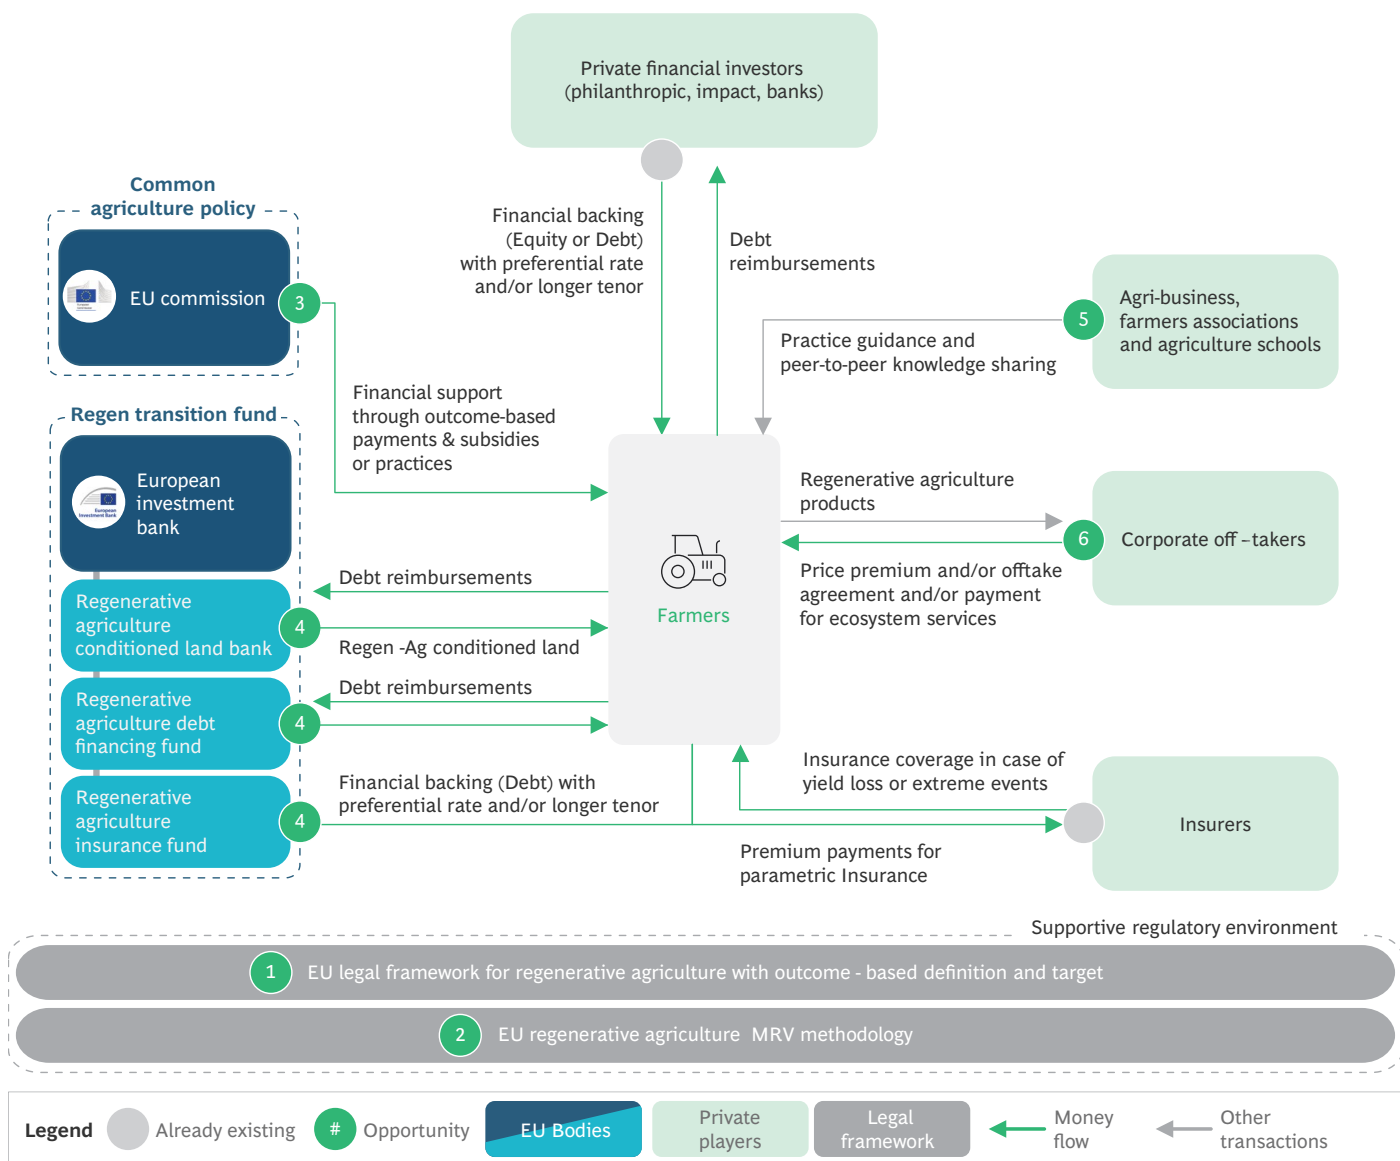 Private financial investors
(philanthropic, impact, banks)
Common
agriculture policy
EU commission
3
Financial backing
(Equity or Debt)
with preferential rate
and/or longer tenor
Debt
reimbursements
5
Agri-business,
farmers associations
and agriculture schools
Practice guidance and
peer-to-peer knowledge sharing
Financial support
through outcome-based
payments & subsidies
or practices
Regen transition fund
European
investment
bank
European
Investment Bank
Regenerative
agriculture
conditioned land bank
4
Debt reimbursements
Regen -Ag conditioned land
Regenerative
agriculture debt
financing fund
4
Debt reimbursements
Regenerative
agriculture
insurance fund
4
Financial backing (Debt) with
preferential rate and/or longer tenor
Farmers
Regenerative agriculture
products
6
Corporate off –takers
Price premium and/or offtake
agreement and/or payment
for ecosystem services
Insurance coverage in case of
yield loss or extreme events
Insurers
Premium payments for
parametric Insurance
Supportive regulatory environment
1
EU legal framework for regenerative agriculture with outcome - based definition and target
2
EU regenerative agriculture MRV methodology
Legend
Already existing
#
Opportunity
EU Bodies
Private
players
Legal
framework
Money
flow
Other
transactions